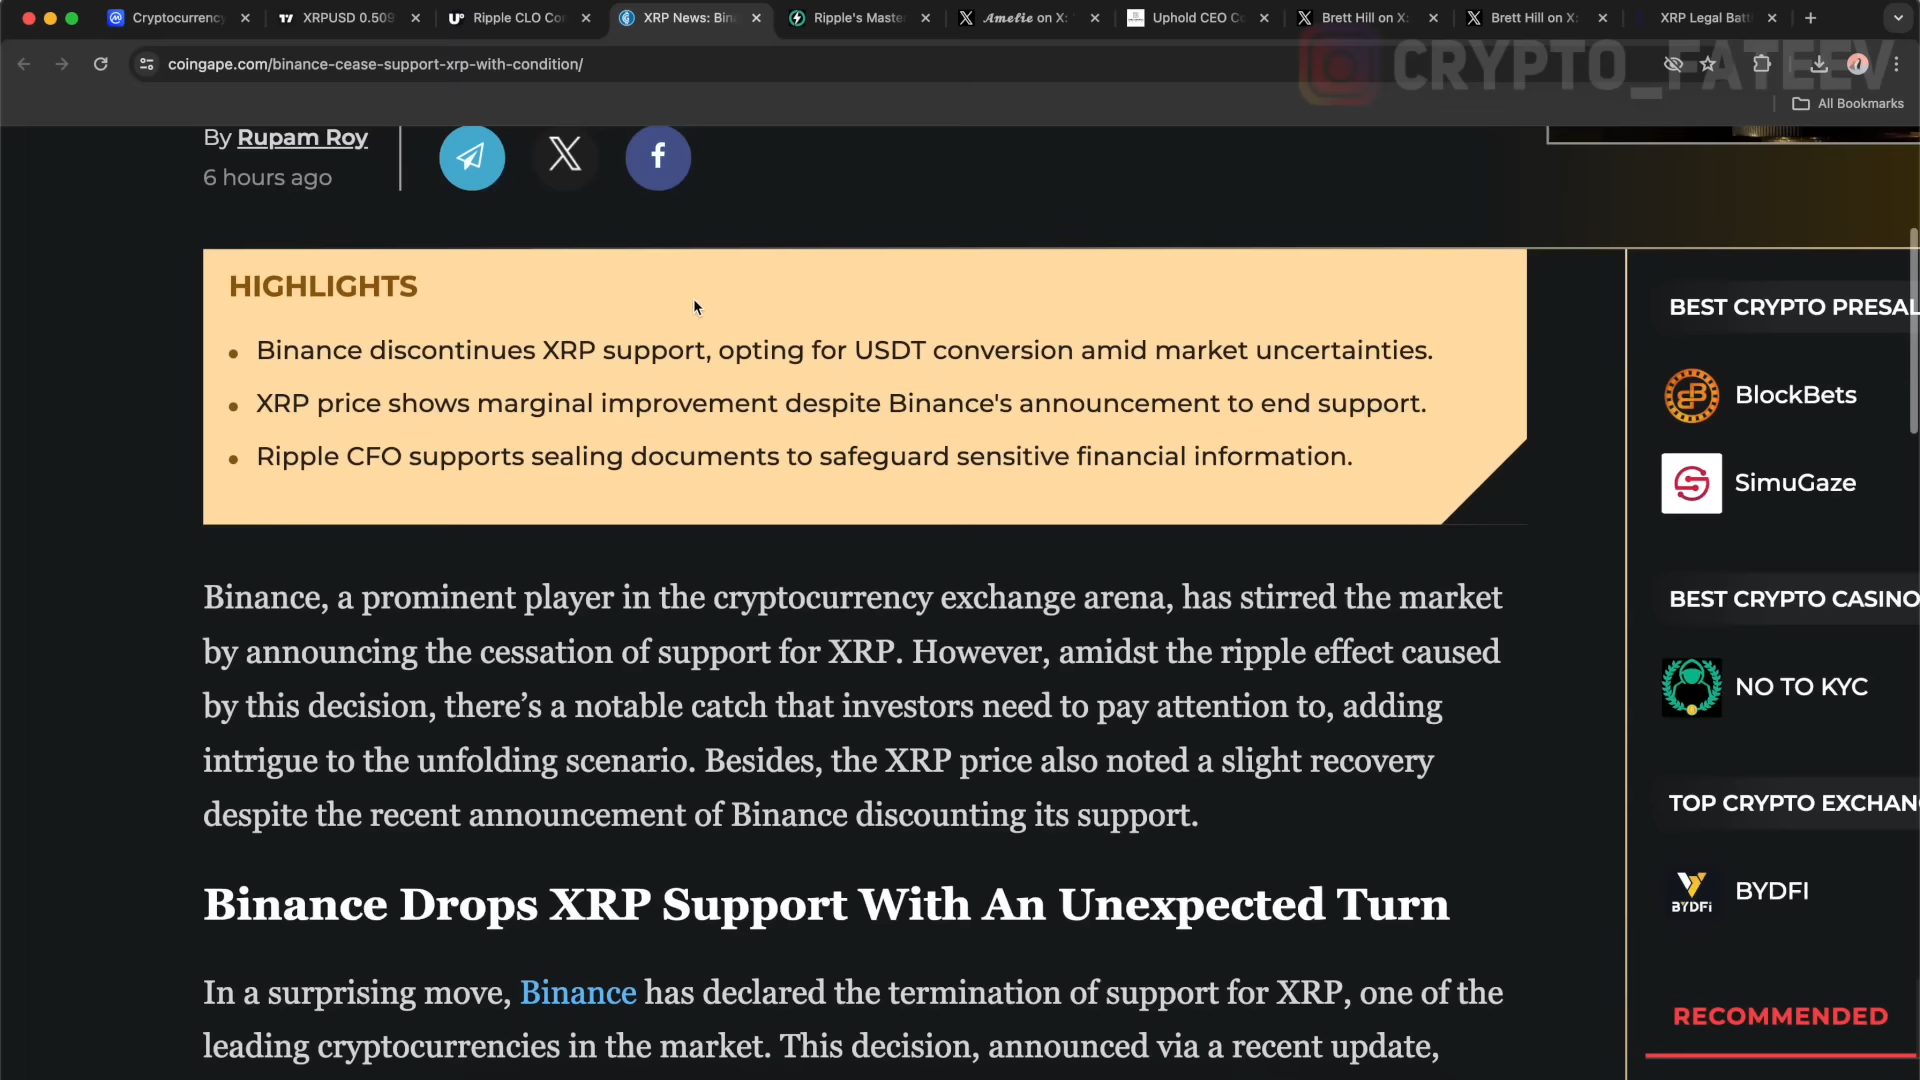 Cryptocurrency
XRPUSD 0.509
Ripple CLO Co
XRP News: Bin
Ripple's Maste
Amelie on X:
Uphold CEO C
Brett Hill on X:
Brett Hill on X:
XRP Legal Batt
coingape.com/binance-cease-support-xrp-with-condition/
CRYPTO_FATEEV
All Bookmarks
By Rupam Roy
6 hours ago
HIGHLIGHTS
Binance discontinues XRP support, opting for USDT conversion amid market uncertainties.
XRP price shows marginal improvement despite Binance's announcement to end support.
Ripple CFO supports sealing documents to safeguard sensitive financial information.
Binance, a prominent player in the cryptocurrency exchange arena, has stirred the market
by announcing the cessation of support for XRP. However, amidst the ripple effect caused
by this decision, there’s a notable catch that investors need to pay attention to, adding
intrigue to the unfolding scenario. Besides, the XRP price also noted a slight recovery
despite the recent announcement of Binance discounting its support.
Binance Drops XRP Support With An Unexpected Turn
In a surprising move, Binance has declared the termination of support for XRP, one of the
leading cryptocurrencies in the market. This decision, announced via a recent update,
BEST CRYPTO PRESAL
BlockBets
SimuGaze
BEST CRYPTO CASINO
NO TO KYC
TOP CRYPTO EXCHAN
BYDFi
BYDFI
RECOMMENDED